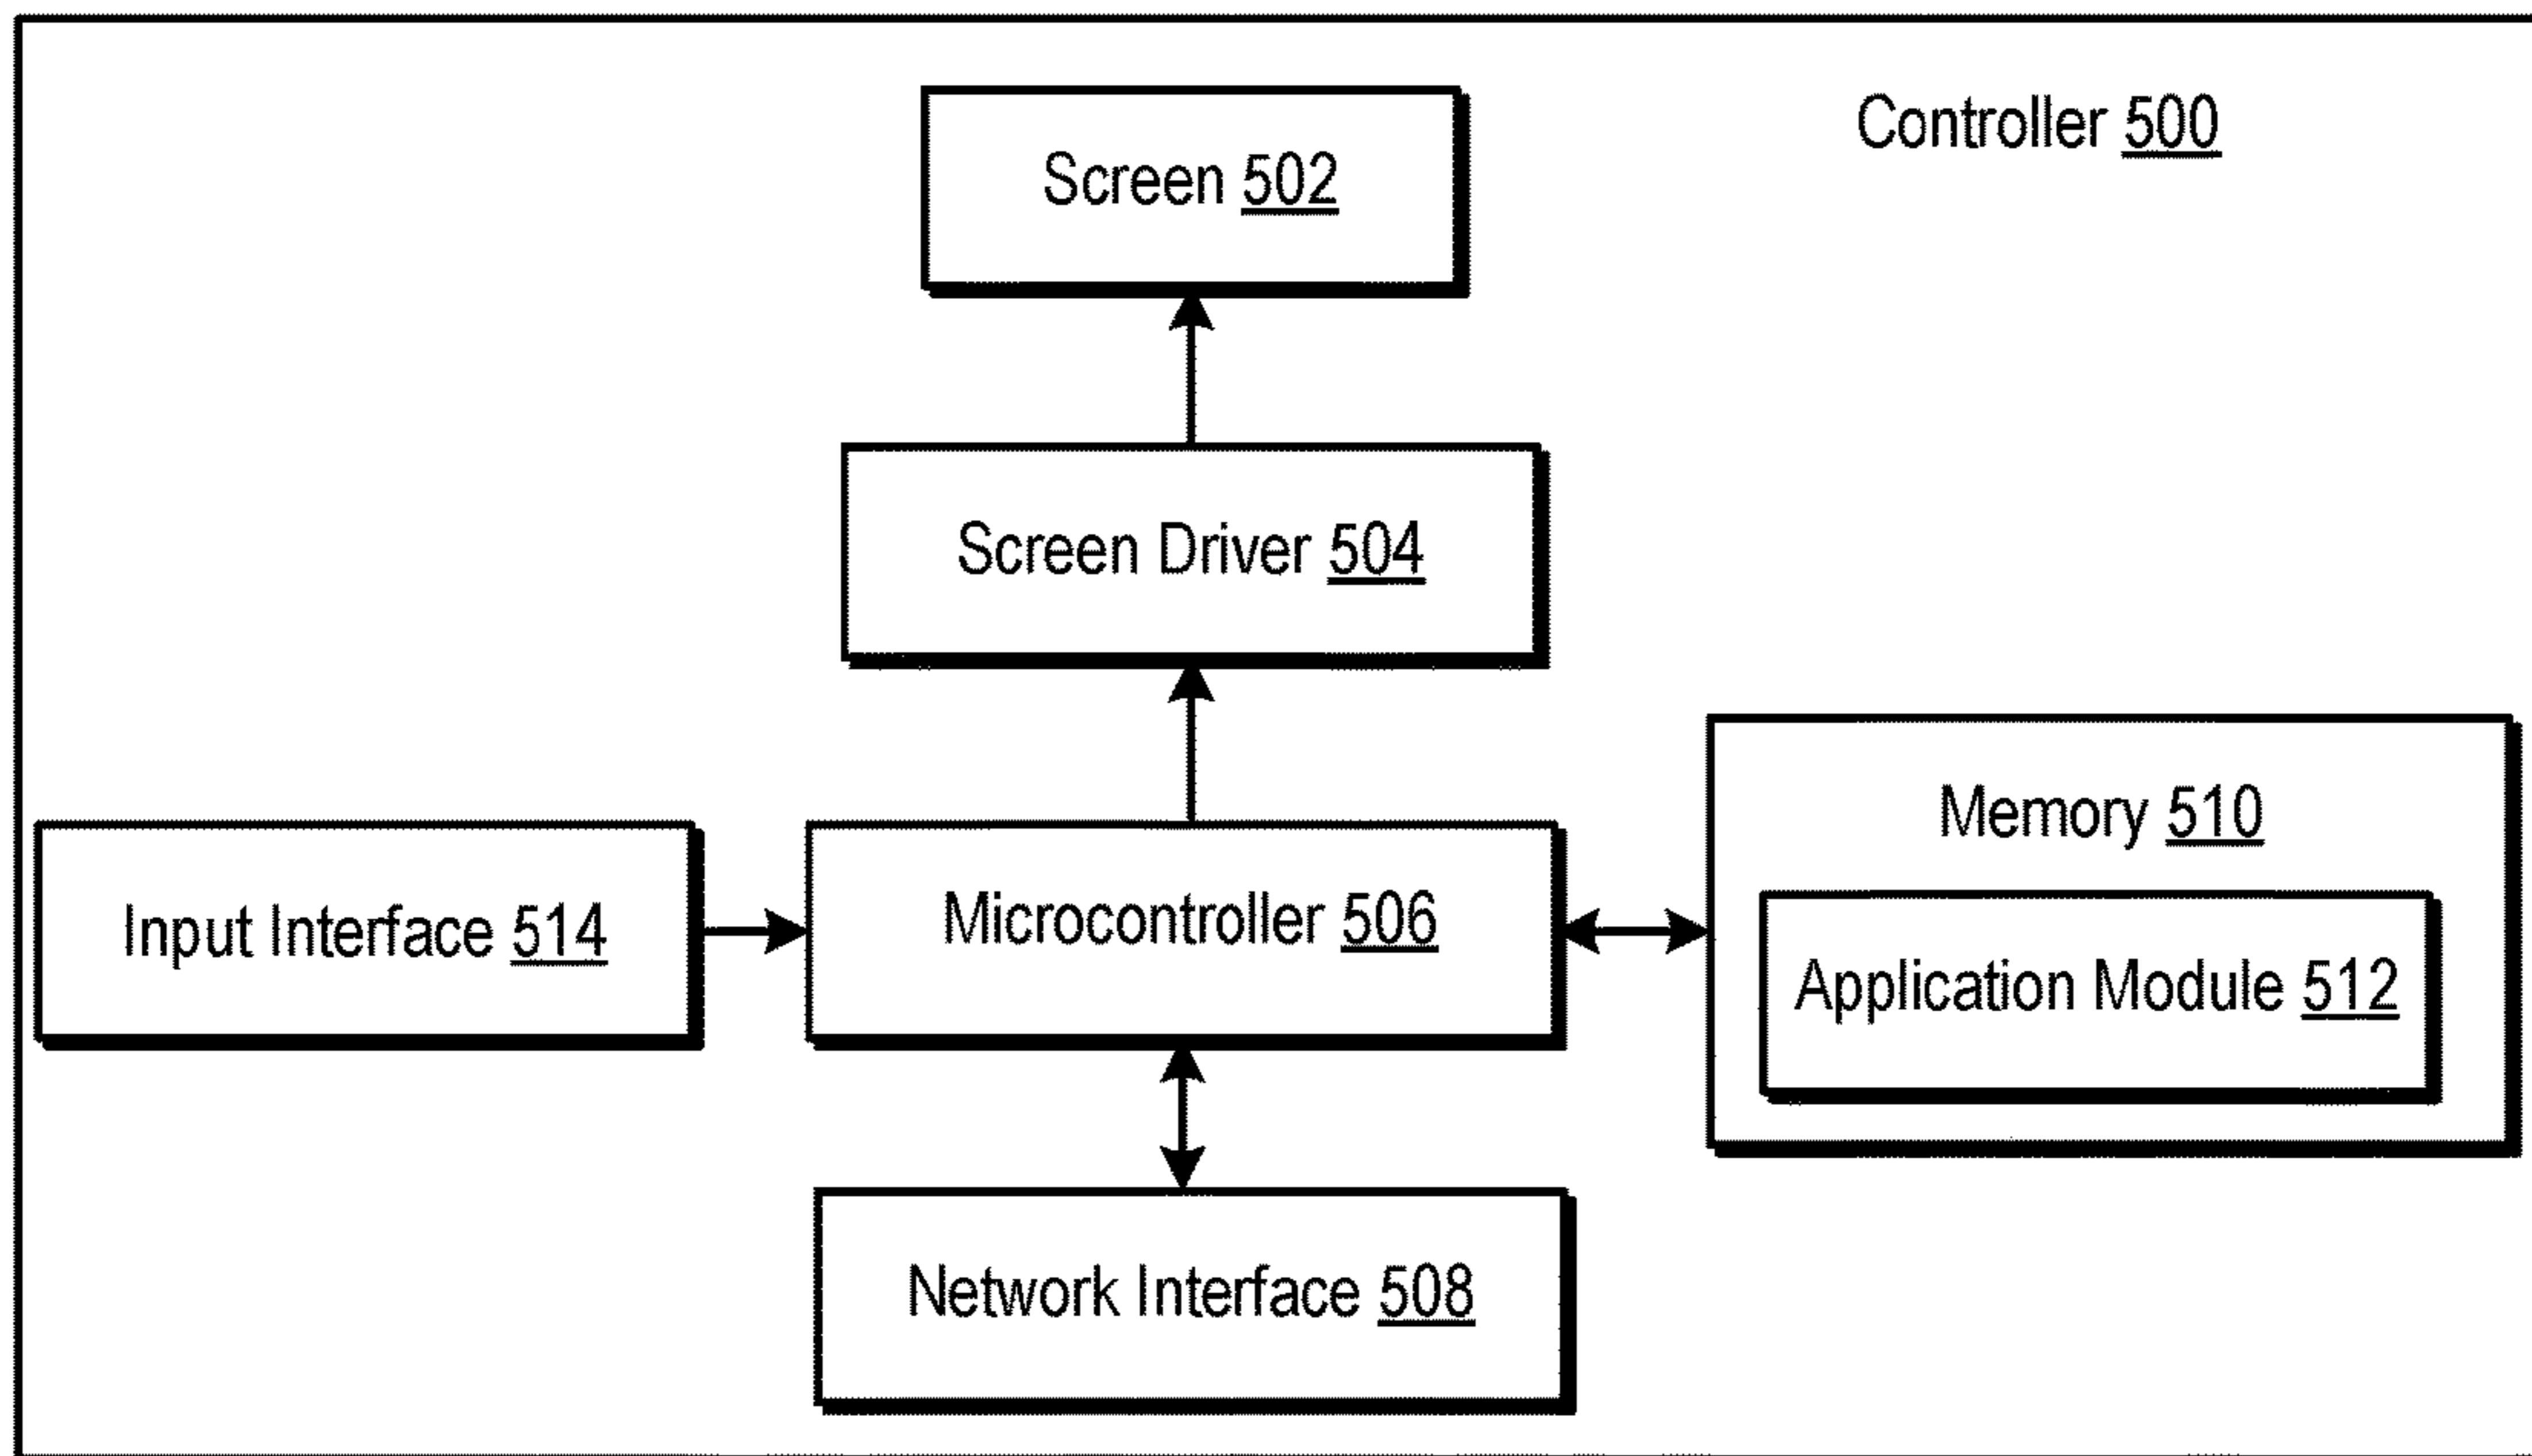 Controller 500
Screen 502
Screen Driver 504
Memory 510
Input Interface 514
Microcontroller 506
Application Module 512
Network Interface 508